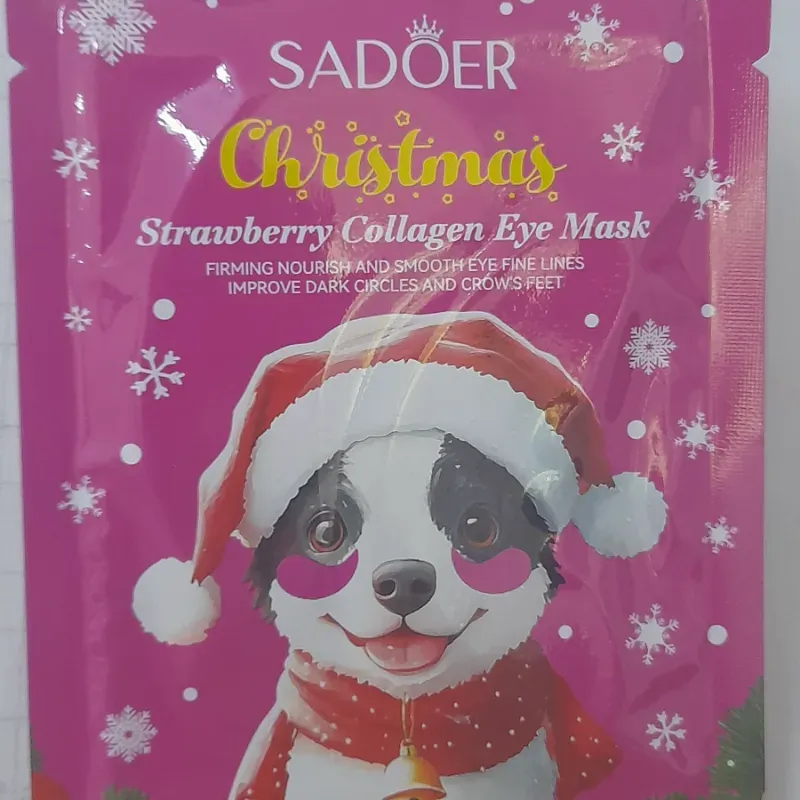 SADOER
Christmas
Strawberry Collagen Eye Mask
FIRMING NOURISH AND SMOOTH EYE FINE LINES
IMPROVE DARK CIRCLES AND CROW'S FEET